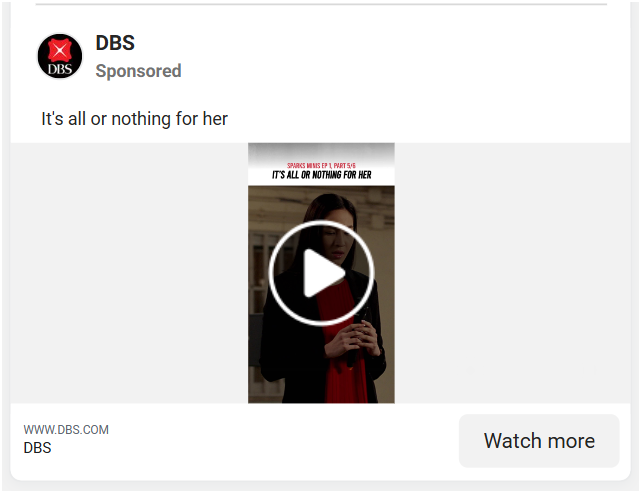 DBS
Sponsored
DBS
It's all or nothing for her
SPARKS MINIS EP 1, PART 5/6
IT'S ALL OR NOTHING FOR HER
WWW.DBS.COM
DBS
Watch more